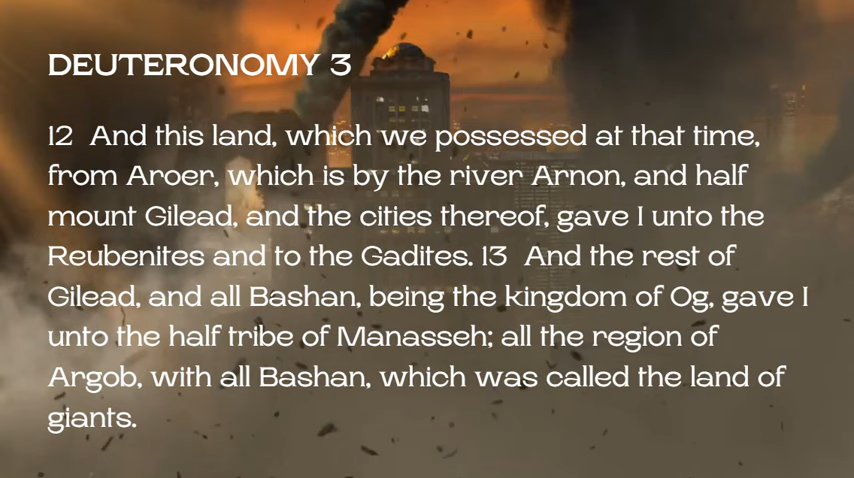 DEUTERONOMY 3
12 And this land, which we possessed at that time,
from Aroer, which is by the river Arnon, and half
mount Gilead, and the cities thereof, gave I unto the
Reubenites and to the Gadites. 13 And the rest of
Gilead, and all Bashan, being the kingdom of Og, gave I
unto the half tribe of Manasseh; all the region of
Argob, with all Bashan, which was called the land of
giants.